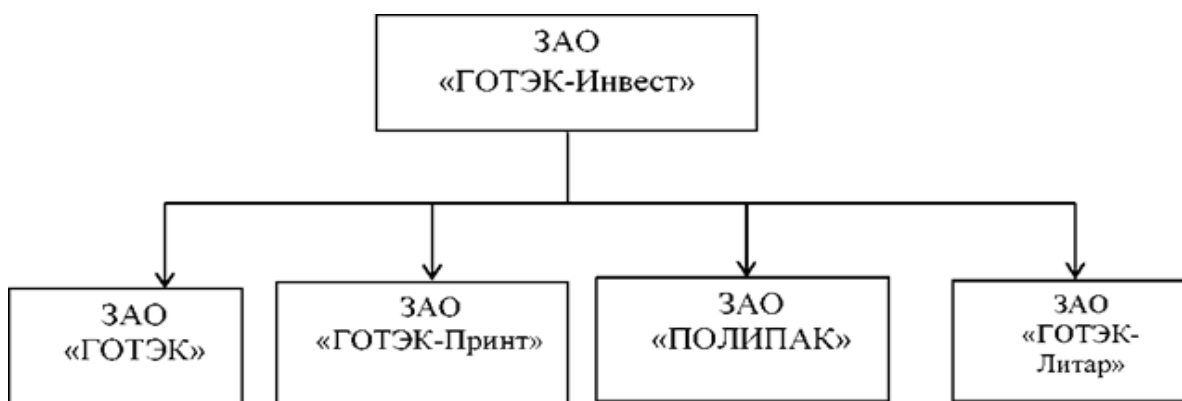 ЗАО
«ГОТЭК-Инвест»
ЗАО
«ГОТЭК»
ЗАО
«ГОТЭК-Принт»
ЗАО
«ПОЛИПАК»
ЗАО
«ГОТЭК-
Литар»